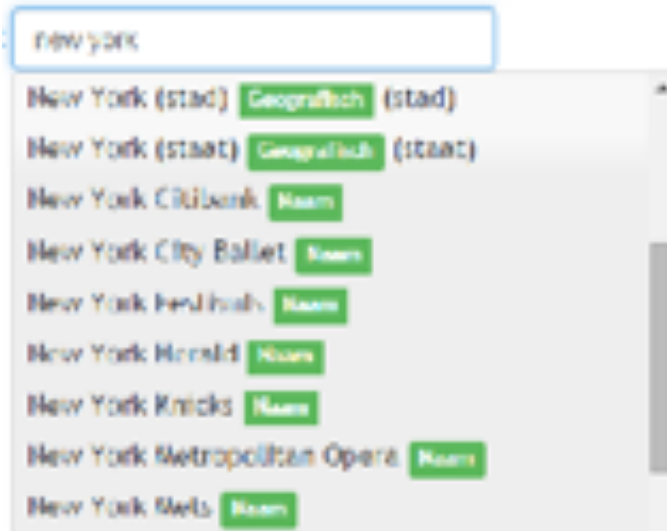 new york
New York (stad) Geografisch (stad)
New York (staat) Geografisch (staat)
New York Citibank Naam
New York City Ballet Naam
New York Festivals Naam
New York Herald Naam
New York Knicks Naam
New York Metropolitan Opera Naam
New York Mets Naam